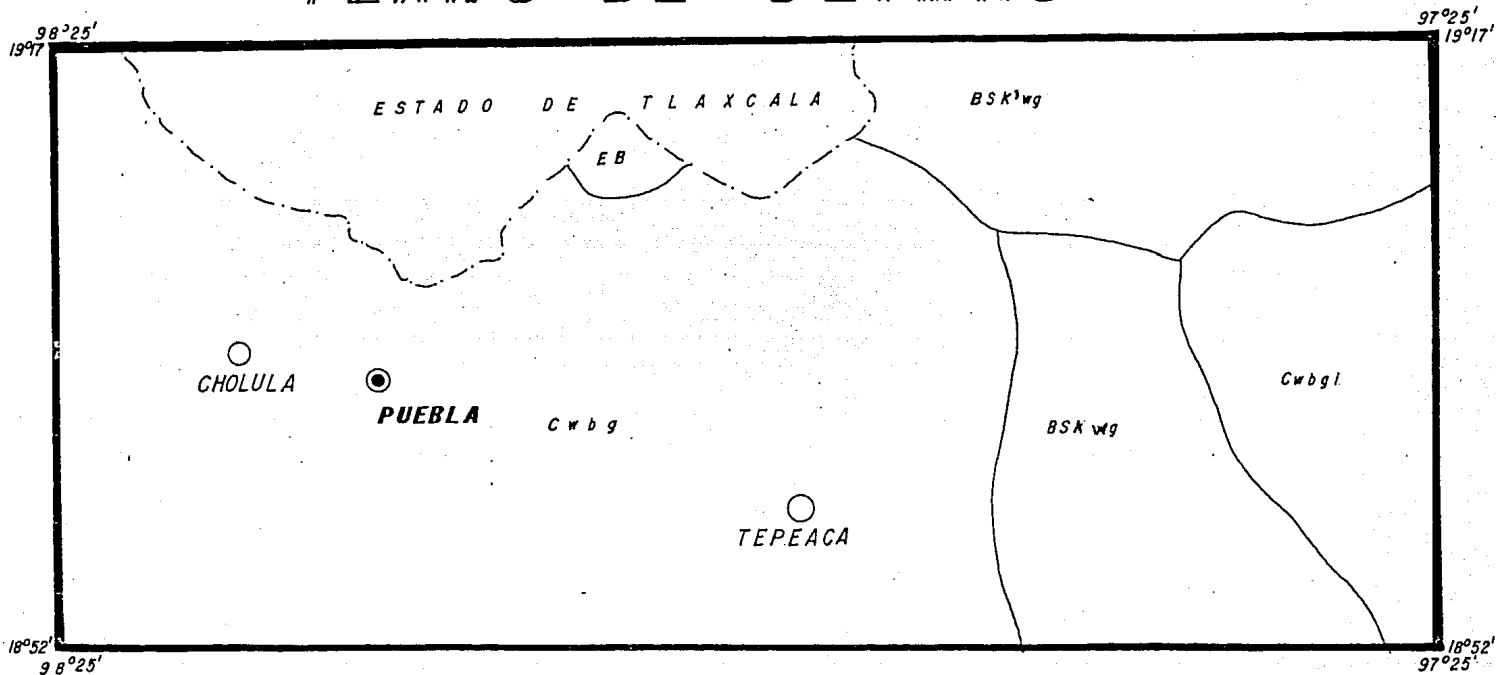 98°25'
97°25'
19°17'
19°17'
ESTADO DE TLAXCALA
BSK'wg
EB
CHOLULA
PUEBLA
Cwbg
BSK wg
Cwbgi
TEPEACA
18°52'
18°52'
98°25'
97°25'